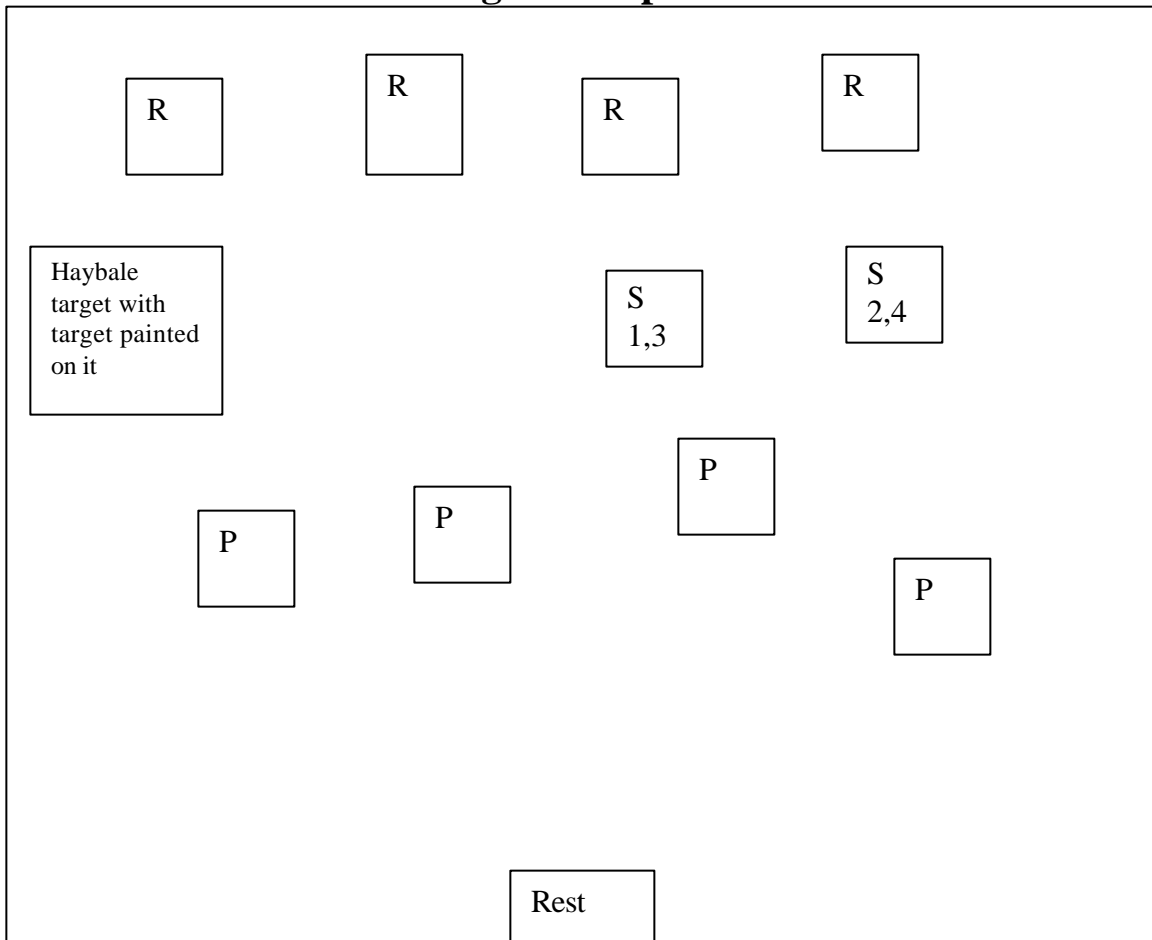 R
R
R
R
Haybale
target with
target painted
on it
S
1,3
S
2,4
P
P
P
P
Rest